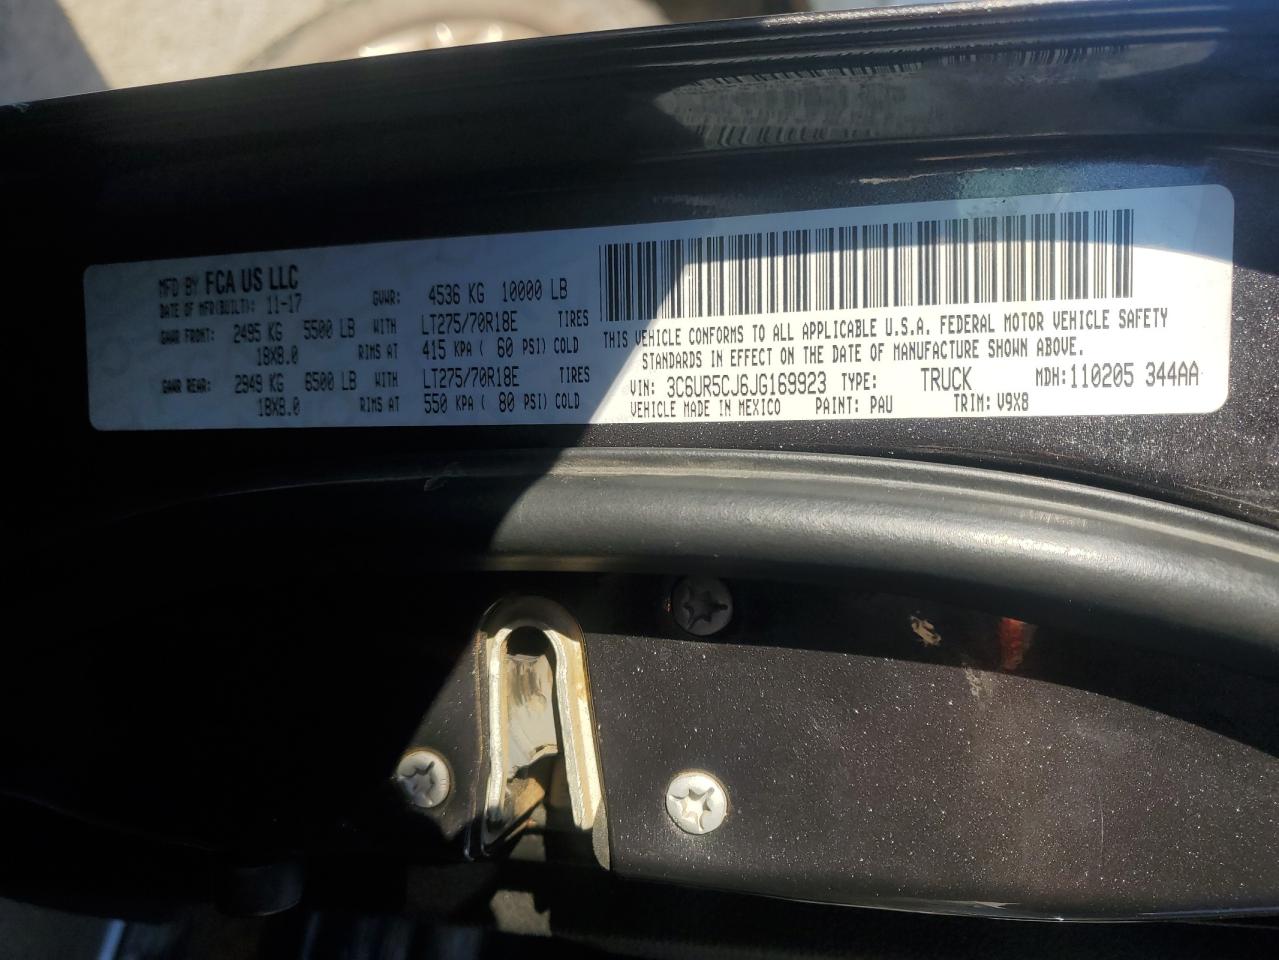 MFD BY FCA US LLC
DATE OF MFR(BUILT): 11-17 GVWR: 4536 KG 10000 LB
GAWR FRONT: 2495 KG 5500 LB WITH LT275/70R18E TIRES
18X8.0 RIMS AT 415 KPA ( 60 PSI) COLD
GAWR REAR: 2949 KG 6500 LB WITH LT275/70R18E TIRES
18X8.0 RIMS AT 550 KPA ( 80 PSI) COLD
THIS VEHICLE CONFORMS TO ALL APPLICABLE U.S.A. FEDERAL MOTOR VEHICLE SAFETY
STANDARDS IN EFFECT ON THE DATE OF MANUFACTURE SHOWN ABOVE.
VIN: 3C6UR5CJ6JG169923 TYPE: TRUCK MDH: 110205 344AA
VEHICLE MADE IN MEXICO PAINT: PAU TRIM: V9X8